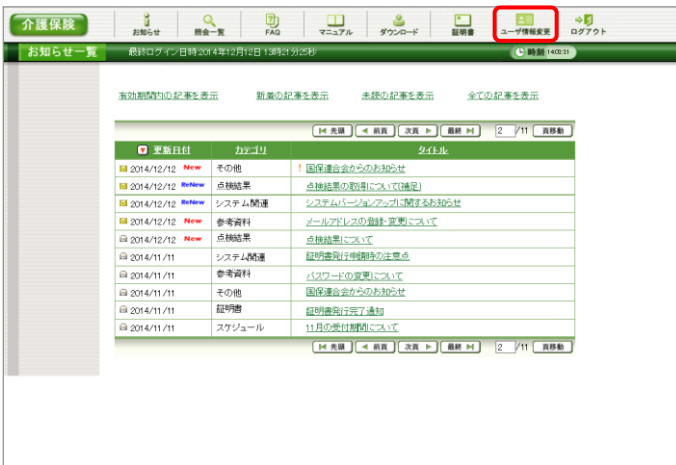 介護保険
お知らせ 照会一覧 FAQ マニュアル ダウンロード 証明書 ユーザ情報変更 ログアウト
お知らせ一覧 最終ログイン日時:2014年12月12日 13時21分25秒 時刻 14:02:31
有効期間内の記事を表示 新着の記事を表示 未読の記事を表示 全ての記事を表示
先頭 前頁 次頁 最終 2 /11 頁移動
更新日付 カテゴリ タイトル
2014/12/12 New その他 ! 国保連合会からのお知らせ
2014/12/12 ReNew 点検結果 点検結果の取得について(補足)
2014/12/12 ReNew システム関連 システムバージョンアップに関するお知らせ
2014/12/12 New 参考資料 メールアドレスの登録・変更について
2014/12/12 New 点検結果 点検結果について
2014/11/11 システム関連 証明書発行申請時の注意点
2014/11/11 参考資料 パスワードの変更について
2014/11/11 その他 国保連合会からのお知らせ
2014/11/11 証明書 証明書発行完了通知
2014/11/11 スケジュール 11月の受付期間について
先頭 前頁 次頁 最終 2 /11 頁移動